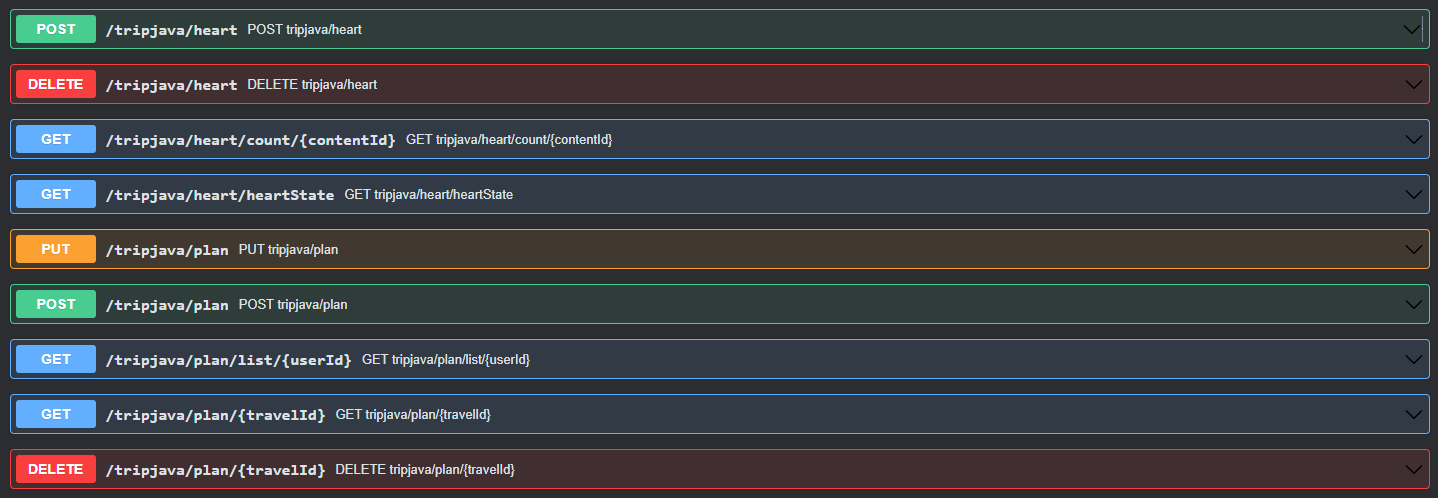 POST /tripjava/heart POST tripjava/heart
DELETE /tripjava/heart DELETE tripjava/heart
GET /tripjava/heart/count/{contentId} GET tripjava/heart/count/{contentId}
GET /tripjava/heart/heartState GET tripjava/heart/heartState
PUT /tripjava/plan PUT tripjava/plan
POST /tripjava/plan POST tripjava/plan
GET /tripjava/plan/list/{userId} GET tripjava/plan/list/{userId}
GET /tripjava/plan/{travelId} GET tripjava/plan/{travelId}
DELETE /tripjava/plan/{travelId} DELETE tripjava/plan/{travelId}